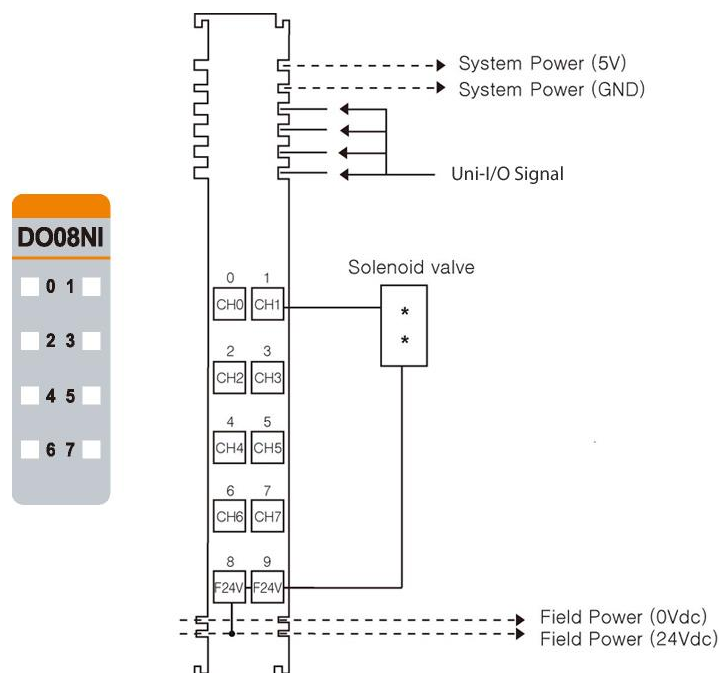 System Power (5V)
System Power (GND)
Uni-I/O Signal
DO08NI
0 1
2 3
4 5
6 7
Solenoid valve
*
*
0 1
CH0 CH1
2 3
CH2 CH3
4 5
CH4 CH5
6 7
CH6 CH7
8 9
F24V F24V
Field Power (0Vdc)
Field Power (24Vdc)